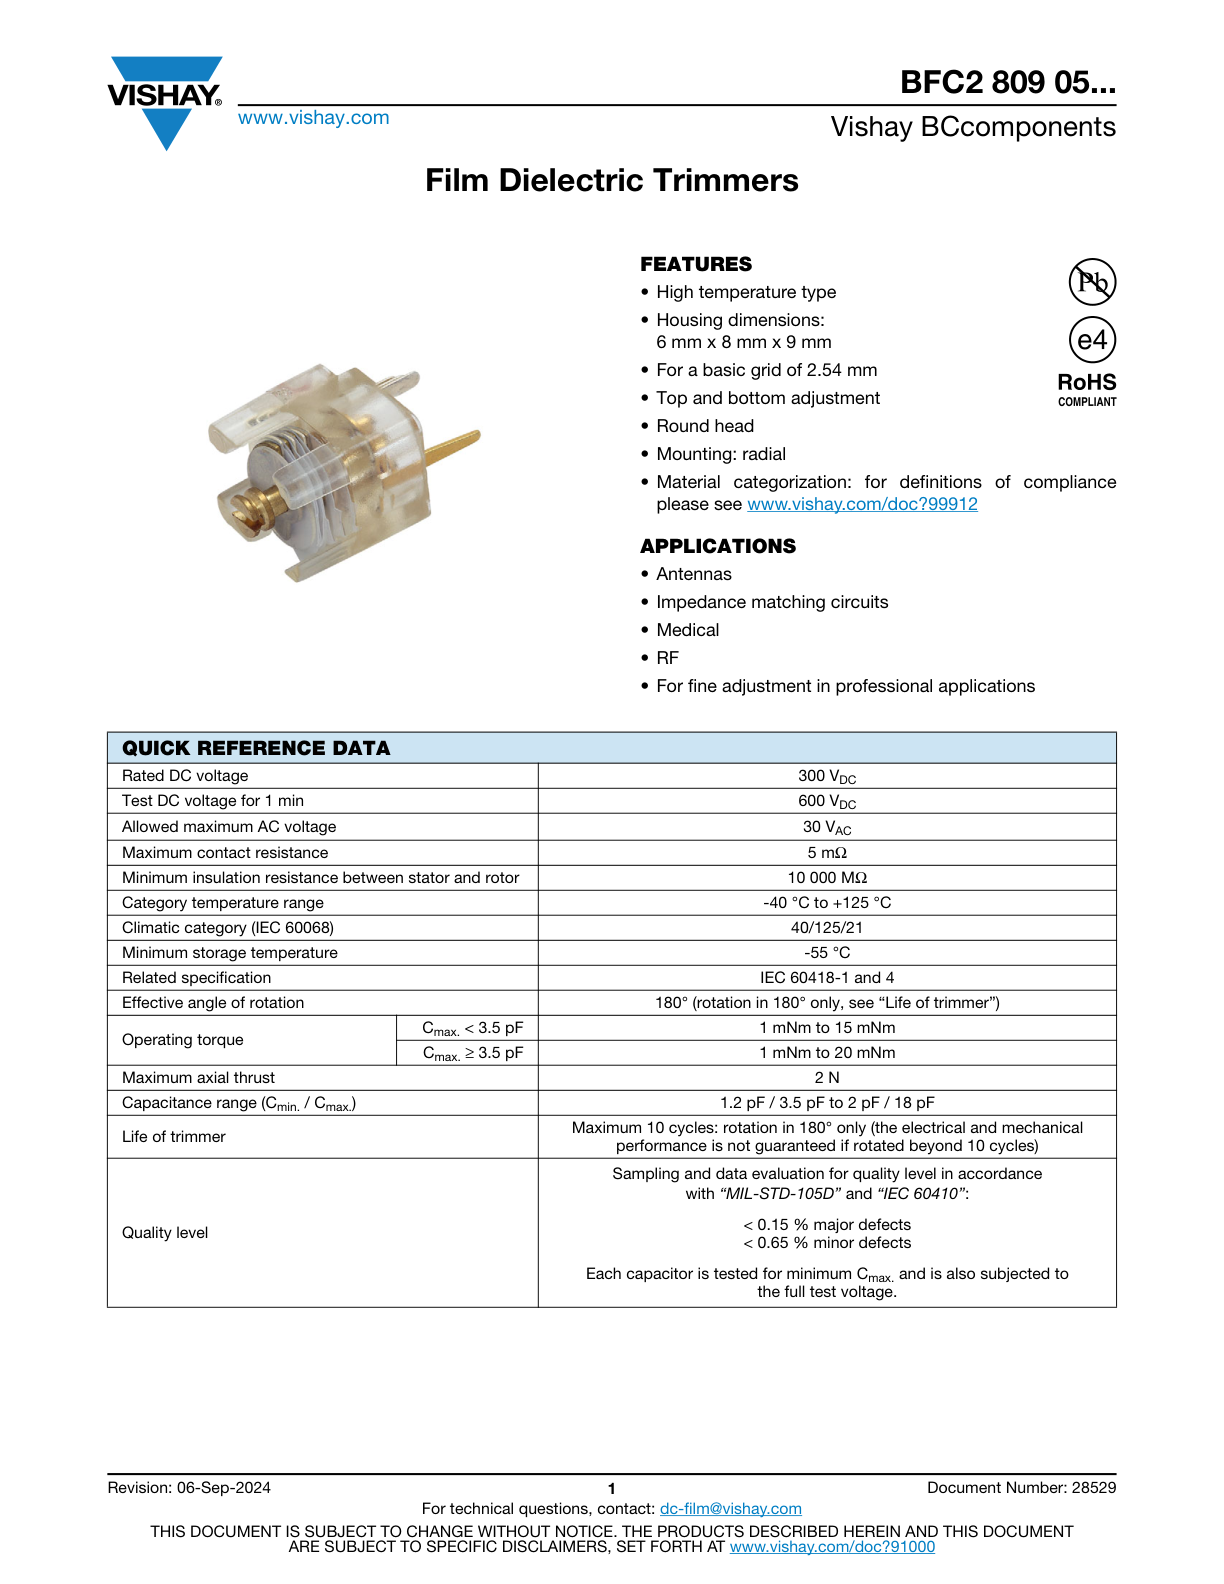 VISHAY®
www.vishay.com
BFC2 809 05...
Vishay BCcomponents
Film Dielectric Trimmers
FEATURES
• High temperature type
• Housing dimensions:
6 mm x 8 mm x 9 mm
• For a basic grid of 2.54 mm
• Top and bottom adjustment
• Round head
• Mounting: radial
• Material categorization: for definitions of compliance
please see www.vishay.com/doc?99912
Pb
e4
RoHS
COMPLIANT
APPLICATIONS
• Antennas
• Impedance matching circuits
• Medical
• RF
• For fine adjustment in professional applications
QUICK REFERENCE DATA
Rated DC voltage 300 VDC
Test DC voltage for 1 min 600 VDC
Allowed maximum AC voltage 30 VAC
Maximum contact resistance 5 mΩ
Minimum insulation resistance between stator and rotor 10 000 MΩ
Category temperature range -40 °C to +125 °C
Climatic category (IEC 60068) 40/125/21
Minimum storage temperature -55 °C
Related specification IEC 60418-1 and 4
Effective angle of rotation 180° (rotation in 180° only, see “Life of trimmer”)
Operating torque
Cmax. < 3.5 pF 1 mNm to 15 mNm
Cmax. ≥ 3.5 pF 1 mNm to 20 mNm
Maximum axial thrust 2 N
Capacitance range (Cmin. / Cmax.) 1.2 pF / 3.5 pF to 2 pF / 18 pF
Life of trimmer
Maximum 10 cycles: rotation in 180° only (the electrical and mechanical
performance is not guaranteed if rotated beyond 10 cycles)
Quality level
Sampling and data evaluation for quality level in accordance
with “MIL-STD-105D” and “IEC 60410”:
< 0.15 % major defects
< 0.65 % minor defects
Each capacitor is tested for minimum Cmax. and is also subjected to
the full test voltage.
Revision: 06-Sep-2024 1 Document Number: 28529
For technical questions, contact: dc-film@vishay.com
THIS DOCUMENT IS SUBJECT TO CHANGE WITHOUT NOTICE. THE PRODUCTS DESCRIBED HEREIN AND THIS DOCUMENT
ARE SUBJECT TO SPECIFIC DISCLAIMERS, SET FORTH AT www.vishay.com/doc?91000